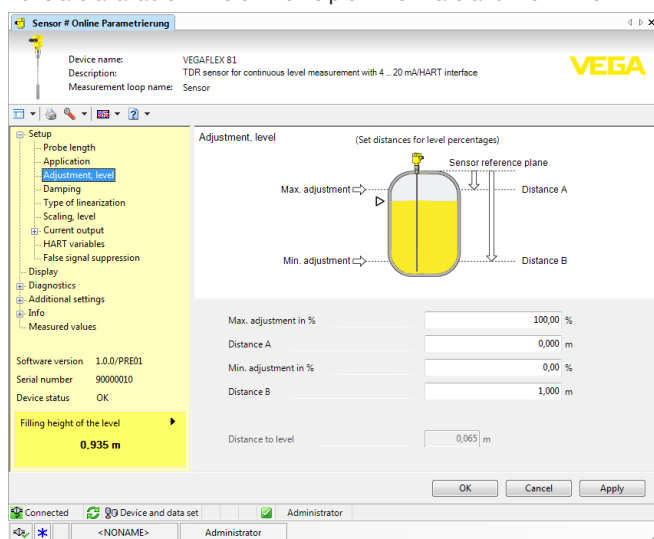 Sensor # Online Parametrierung
Device name: VEGAFLEX 81
Description: TDR sensor for continuous level measurement with 4 .. 20 mA/HART interface
Measurement loop name: Sensor
VEGA
Setup
Probe length
Application
Adjustment, level
Damping
Type of linearization
Scaling, level
Current output
HART variables
False signal suppression
Display
Diagnostics
Additional settings
Info
Measured values
Software version 1.0.0/PRE01
Serial number 90000010
Device status OK
Filling height of the level
0,935 m
Adjustment, level
(Set distances for level percentages)
Sensor reference plane
Max. adjustment
Distance A
Min. adjustment
Distance B
Max. adjustment in % 100,00 %
Distance A 0,000 m
Min. adjustment in % 0,00 %
Distance B 1,000 m
Distance to level 0,065 m
OK Cancel Apply
Connected Device and data set Administrator
<NONAME> Administrator